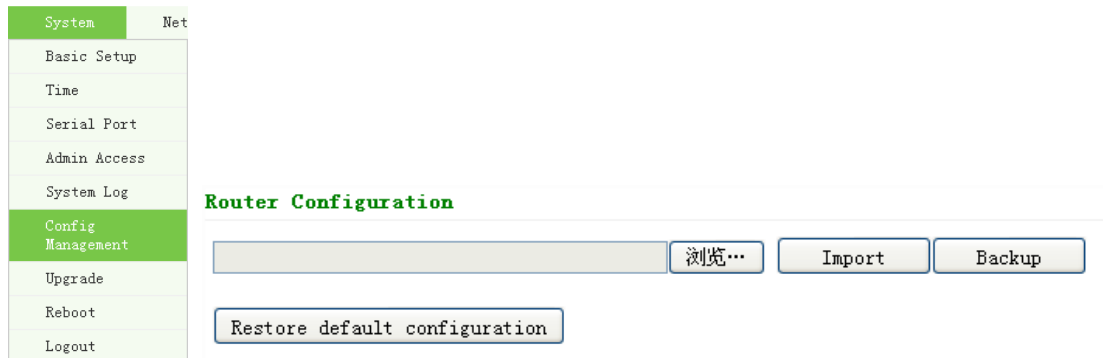 System Net
Basic Setup
Time
Serial Port
Admin Access
System Log
Config
Management
Upgrade
Reboot
Logout
Router Configuration
浏览… Import Backup
Restore default configuration